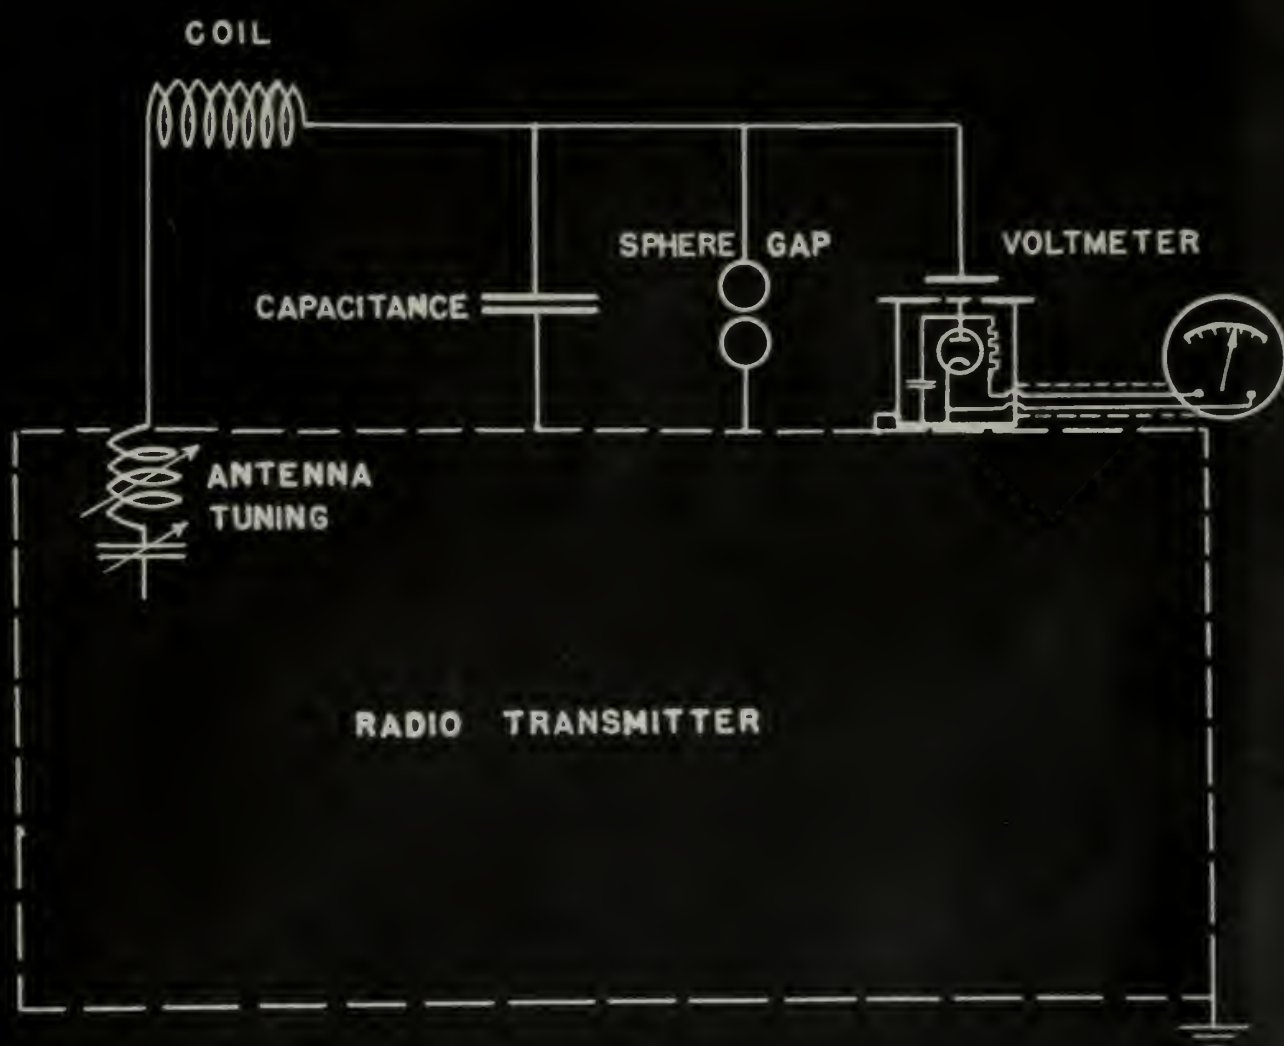 COIL
SPHERE GAP
VOLTMETER
CAPACITANCE
ANTENNA
TUNING
RADIO TRANSMITTER